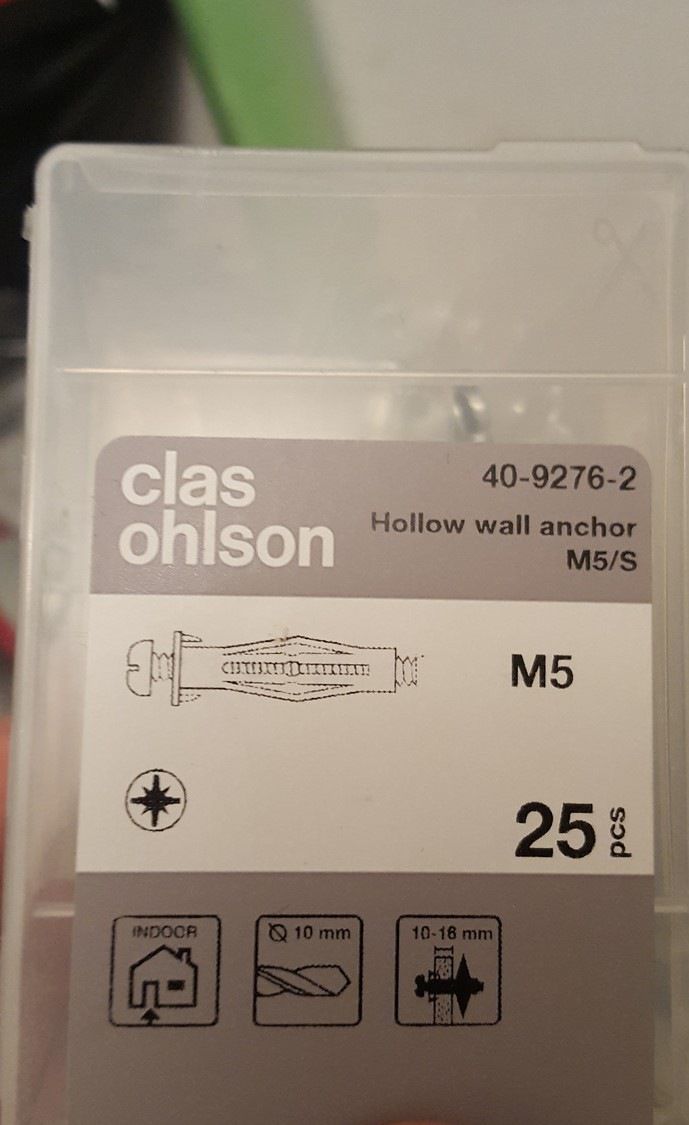 clas
ohlson
40-9276-2
Hollow wall anchor
M5/S
M5
25 pcs
INDOOR
Ø 10 mm
10-16 mm